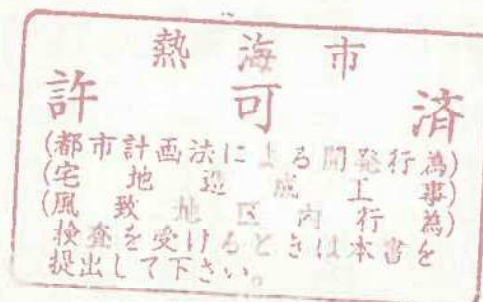 熱海市
許可済
(都市計画法による開発行為)
(宅地造成工事)
(風致地区内行為)
検査を受けるときは本書を
提出して下さい。